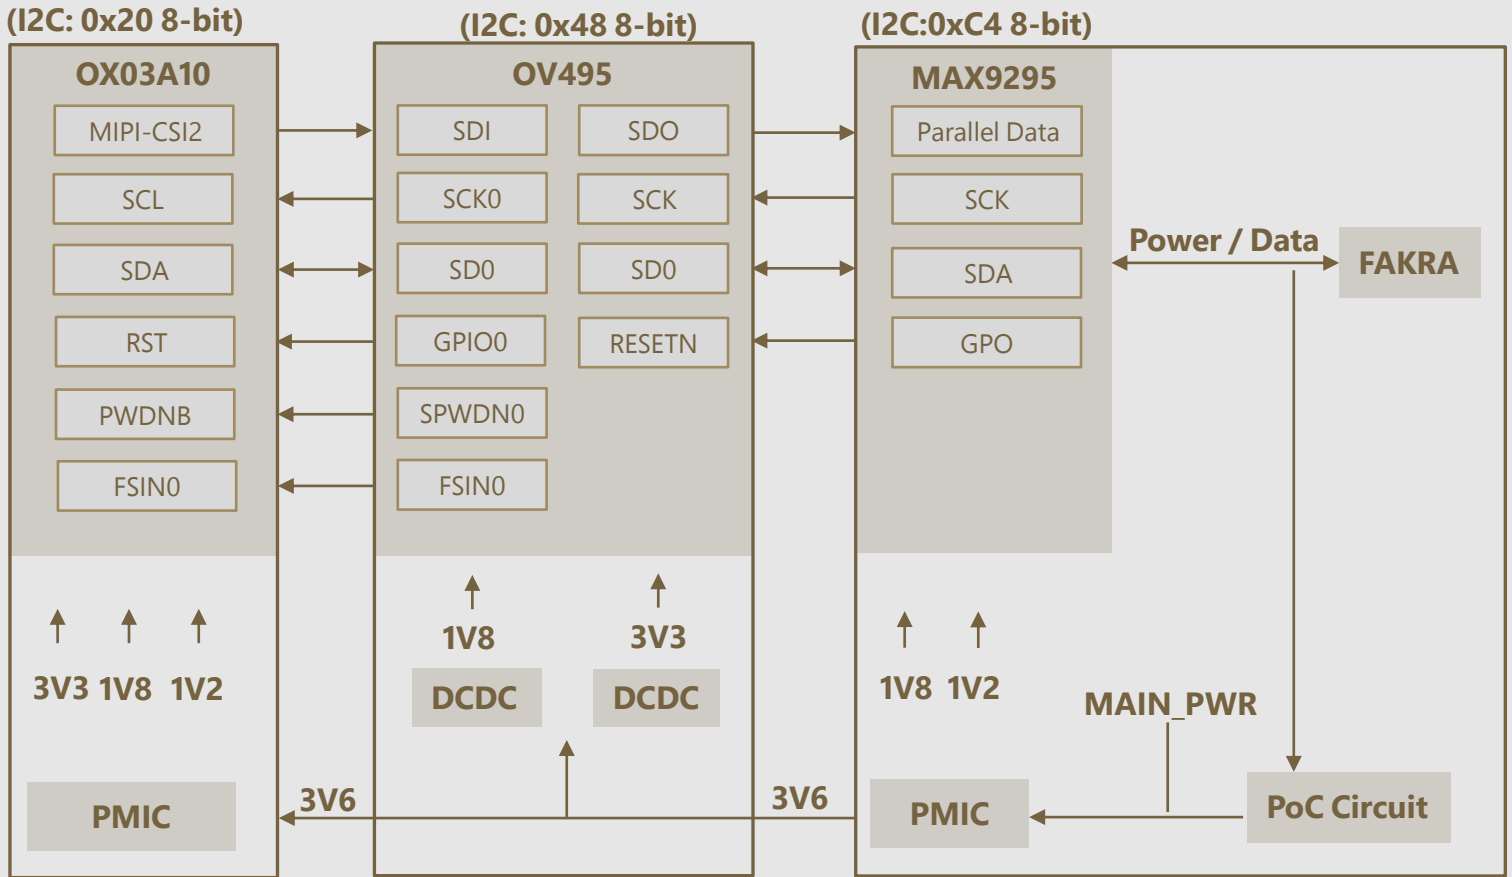 (I2C: 0x20 8-bit)
OX03A10
MIPI-CSI2
SCL
SDA
RST
PWDNB
FSIN0
3V3 1V8 1V2
PMIC
3V6
(I2C: 0x48 8-bit)
OV495
SDI SDO
SCK0 SCK
SD0 SD0
GPIO0 RESETN
SPWDN0
FSIN0
1V8 3V3
DCDC DCDC
3V6
(I2C:0xC4 8-bit)
MAX9295
Parallel Data
SCK
SDA
GPO
Power / Data
FAKRA
1V8 1V2
MAIN_PWR
PMIC
PoC Circuit